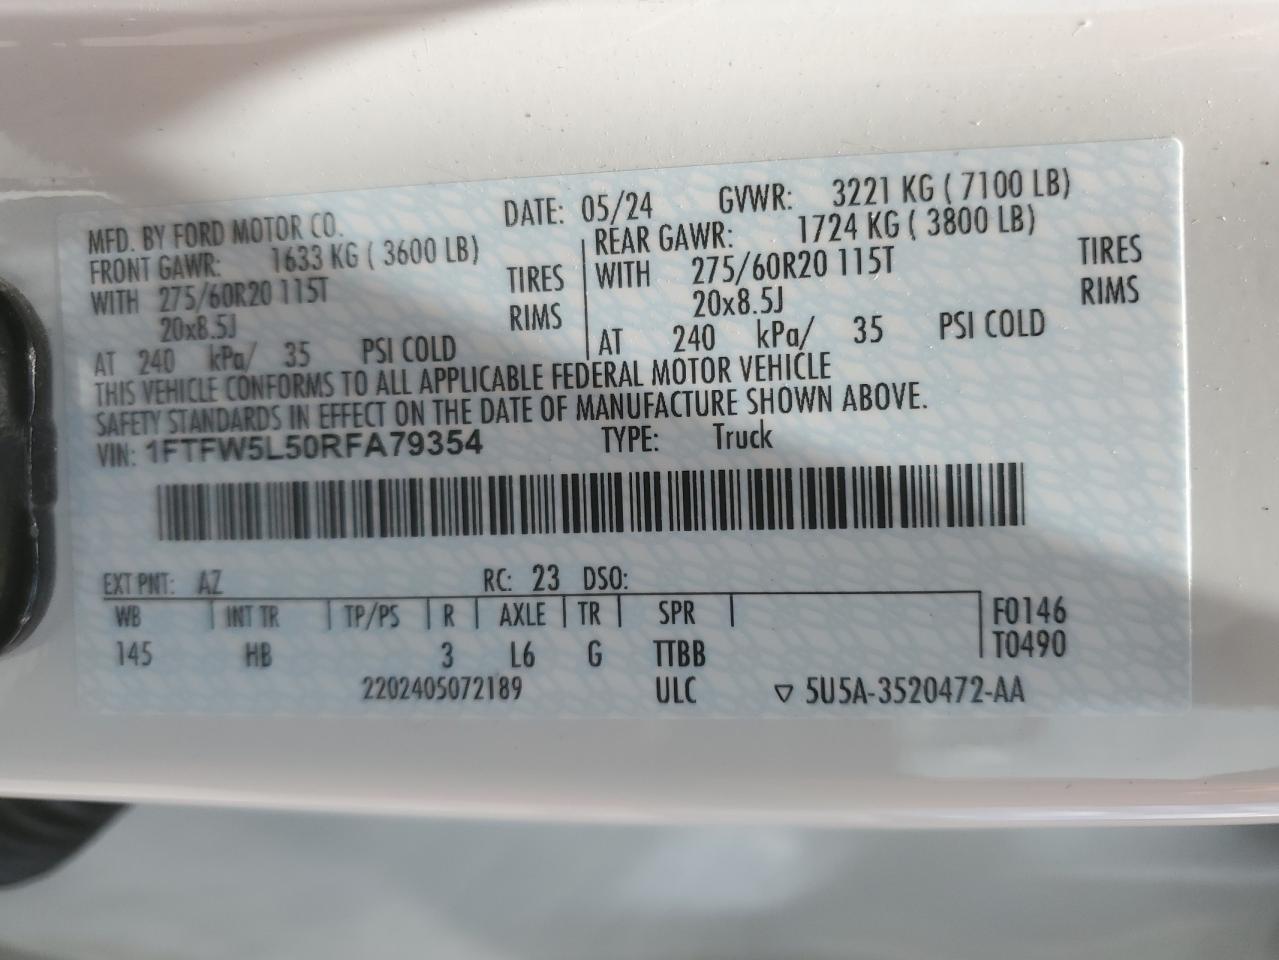 MFD. BY FORD MOTOR CO. DATE: 05/24 GVWR: 3221 KG ( 7100 LB)
FRONT GAWR: 1633 KG ( 3600 LB) REAR GAWR: 1724 KG ( 3800 LB)
WITH 275/60R20 115T TIRES WITH 275/60R20 115T TIRES
20x8.5J RIMS 20x8.5J RIMS
AT 240 kPa/ 35 PSI COLD AT 240 kPa/ 35 PSI COLD
THIS VEHICLE CONFORMS TO ALL APPLICABLE FEDERAL MOTOR VEHICLE
SAFETY STANDARDS IN EFFECT ON THE DATE OF MANUFACTURE SHOWN ABOVE.
VIN: 1FTFW5L50RFA79354 TYPE: Truck
EXT PNT: AZ RC: 23 DSO:
WB INT TR TP/PS R AXLE TR SPR F0146
145 HB 3 L6 G TTBB T0490
2202405072189 ULC ▽ 5U5A-3520472-AA